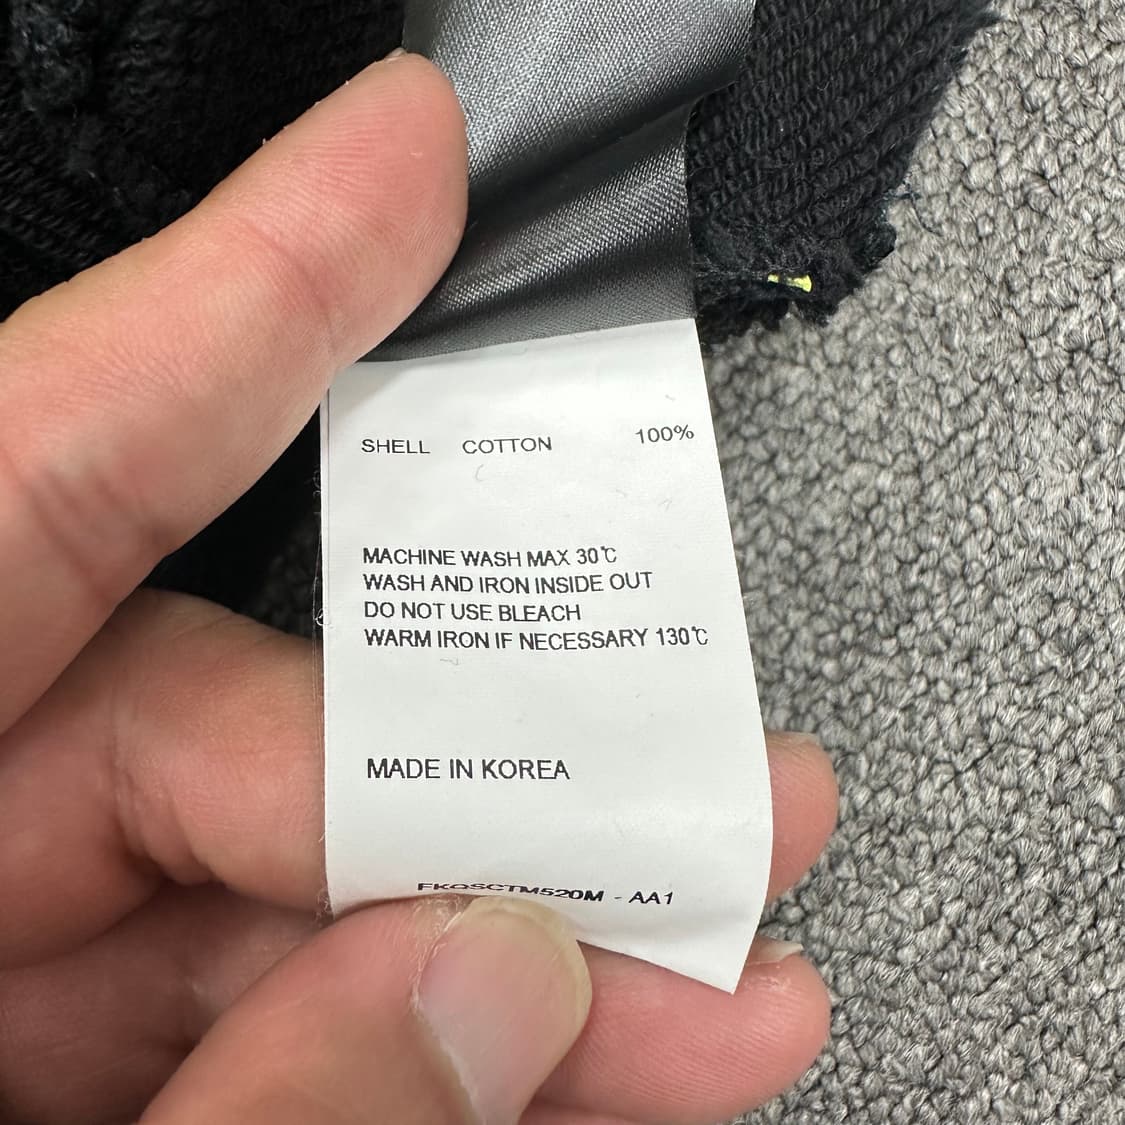 SHELL COTTON 100%
MACHINE WASH MAX 30℃
WASH AND IRON INSIDE OUT
DO NOT USE BLEACH
WARM IRON IF NECESSARY 130℃
MADE IN KOREA
- AA1